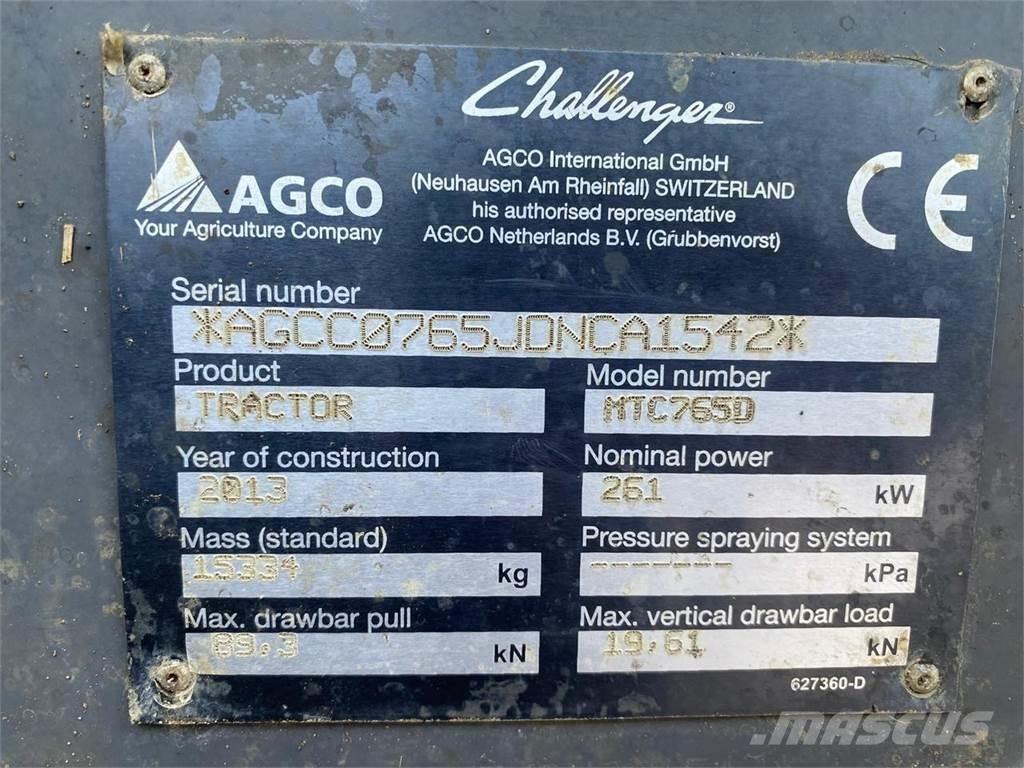 Challenger®
AGCO International GmbH
(Neuhausen Am Rheinfall) SWITZERLAND
his authorised representative
AGCO Netherlands B.V. (Grubbenvorst)
AGCO
Your Agriculture Company
CE
Serial number
*AGCC0765JDNCA1542*
Product
TRACTOR
Model number
MTC765D
Year of construction
2013
Nominal power
261 kW
Mass (standard)
15334 kg
Pressure spraying system
------- kPa
Max. drawbar pull
89.3 kN
Max. vertical drawbar load
19.61 kN
627360-D
MASCUS